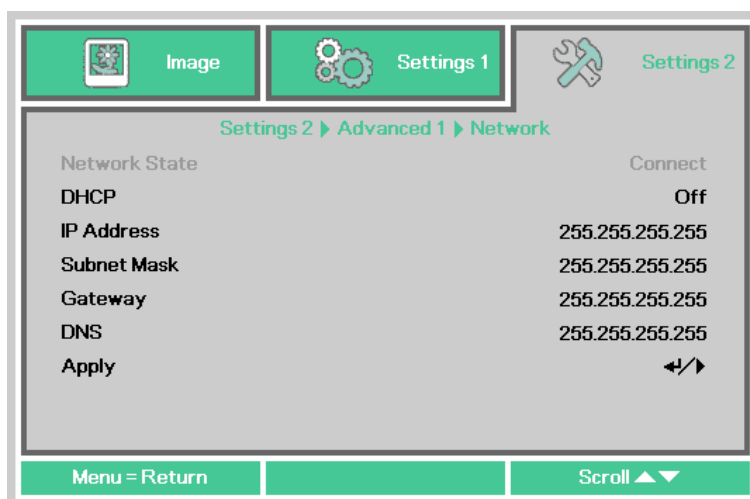 Image Settings 1 Settings 2
Settings 2 ▶ Advanced 1 ▶ Network
Network State Connect
DHCP Off
IP Address 255.255.255.255
Subnet Mask 255.255.255.255
Gateway 255.255.255.255
DNS 255.255.255.255
Apply ↵/▶
Menu = Return Scroll ▲▼